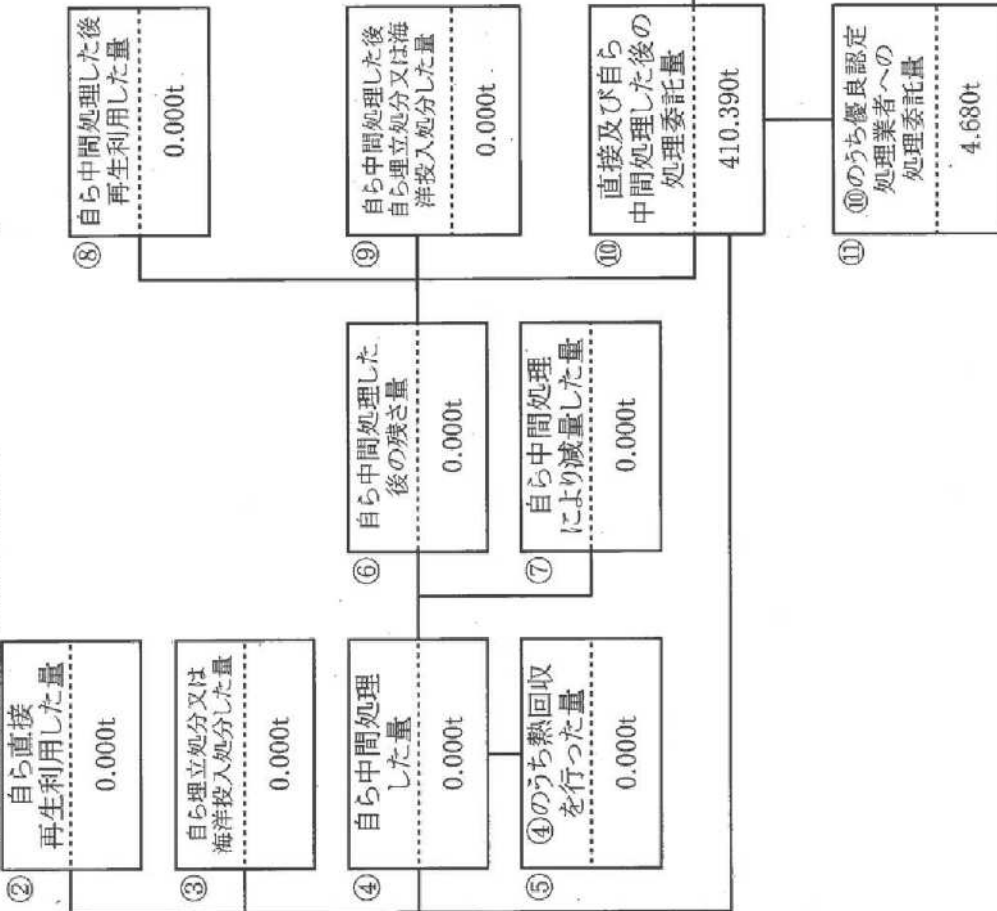 ②
自ら直接
再生利用した量
0.000t
③
自ら埋立処分又は
海洋投入処分した量
0.000t
④
自ら中間処理
した量
0.000t
⑤
④のうち熱回収
を行った量
0.000t
⑥
自ら中間処理した
後の残さ量
0.000t
⑦
自ら中間処理
により減量した量
0.000t
⑧
自ら中間処理した後
再生利用した量
0.000t
⑨
自ら中間処理した後
自ら埋立処分又は海
洋投入処分した量
0.000t
⑩
直接及び自ら
中間処理した後の
処理委託量
410.390t
⑪
⑩のうち優良認定
処理業者への
処理委託量
4.680t